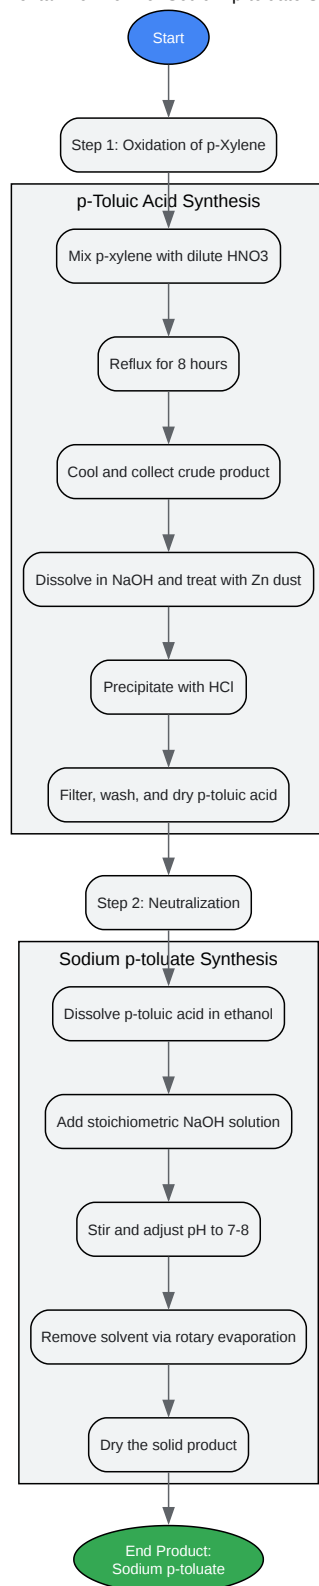 Start
Step 1: Oxidation of p-Xylene
p-Toluic Acid Synthesis
Mix p-xylene with dilute HNO3
Reflux for 8 hours
Cool and collect crude product
Dissolve in NaOH and treat with Zn dust
Precipitate with HCl
Filter, wash, and dry p-toluic acid
Step 2: Neutralization
Sodium p-toluate Synthesis
Dissolve p-toluic acid in ethanol
Add stoichiometric NaOH solution
Stir and adjust pH to 7-8
Remove solvent via rotary evaporation
Dry the solid product
End Product:
Sodium p-toluate